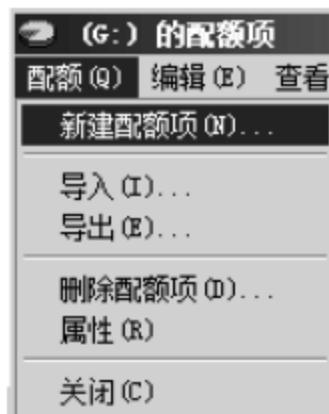 (G:) 的配额项
配额(Q) 编辑(E) 查看
新建配额项(N)...
导入(I)...
导出(E)...
删除配额项(D)...
属性(R)
关闭(C)